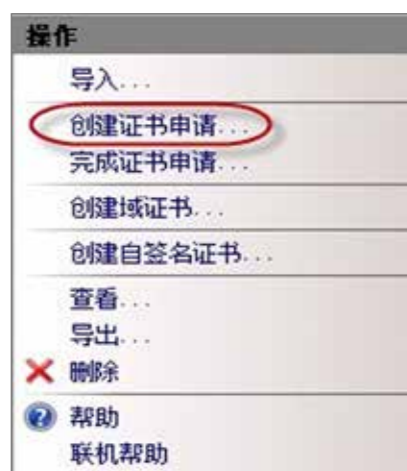 操作
导入...
创建证书申请...
完成证书申请...
创建域证书...
创建自签名证书...
查看...
导出...
删除
帮助
联机帮助